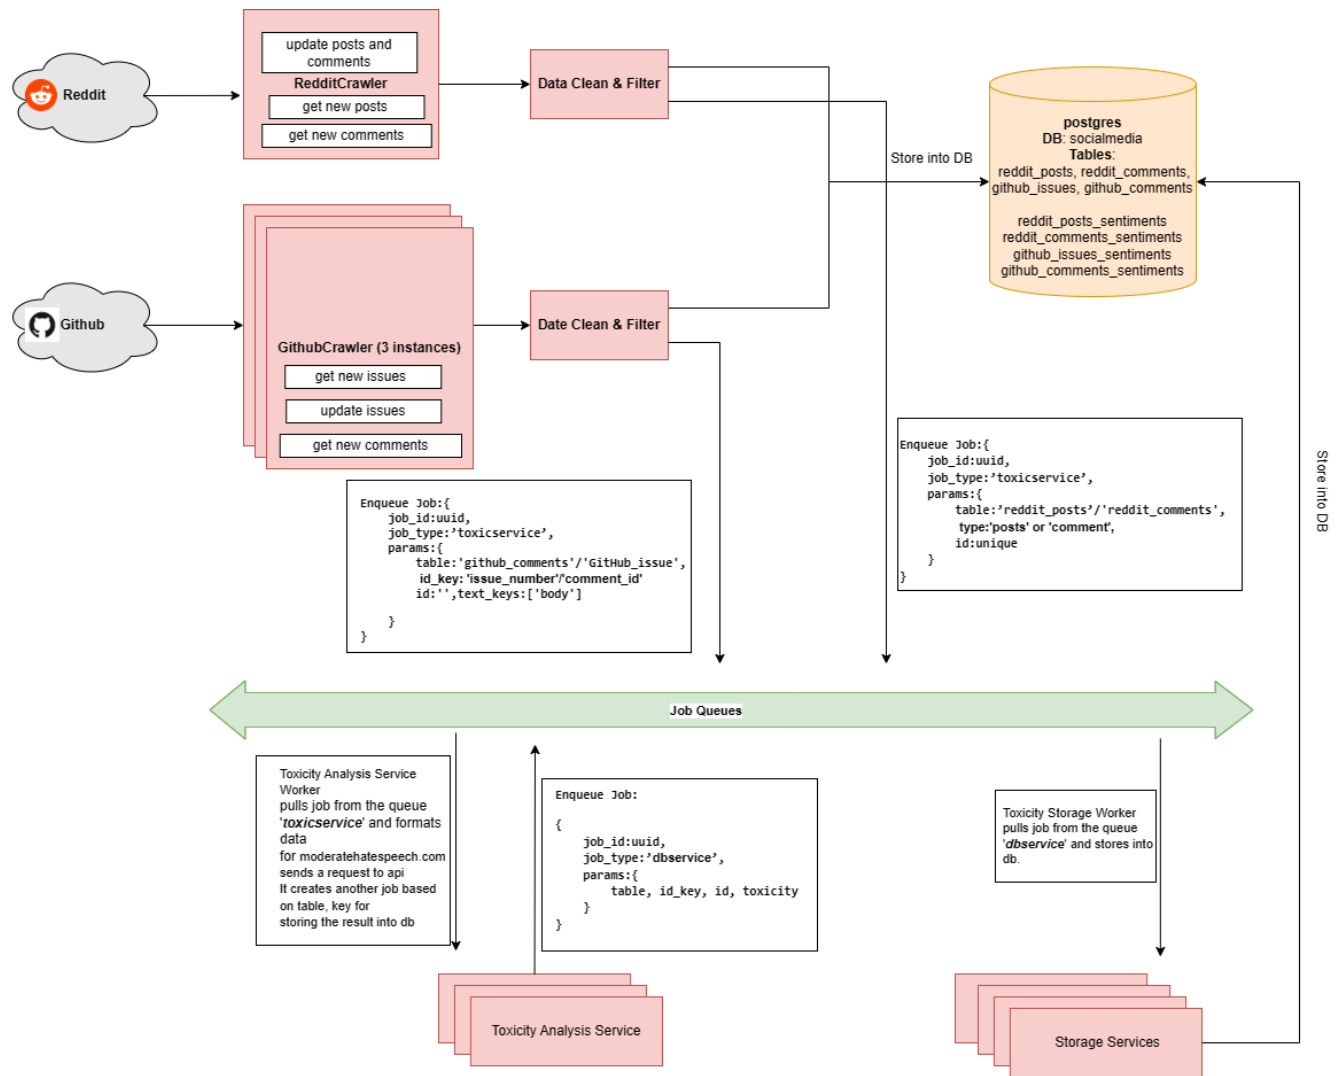 update posts and
comments
RedditCrawler
get new posts
get new comments
Reddit
Data Clean & Filter
Store into DB
postgres
DB: socialmedia
Tables:
reddit_posts, reddit_comments,
github_issues, github_comments
reddit_posts_sentiments
reddit_comments_sentiments
github_issues_sentiments
github_comments_sentiments
Github
GithubCrawler (3 instances)
get new issues
update issues
get new comments
Date Clean & Filter
Enqueue Job:{
job_id:uuid,
job_type:’toxicservice’,
params:{
table:'github_comments'/'GitHub_issue',
id_key: 'issue_number'/'comment_id'
id:'',text_keys:['body']
}
}
Enqueue Job:{
job_id:uuid,
job_type:’toxicservice’,
params:{
table:’reddit_posts’/'reddit_comments',
type:'posts' or 'comment',
id:unique
}
}
Store into DB
Job Queues
Toxicity Analysis Service
Worker
pulls job from the queue
'toxicservice' and formats
data
for moderatehatespeech.com
sends a request to api
It creates another job based
on table, key for
storing the result into db
Enqueue Job:
{
job_id:uuid,
job_type:’dbservice’,
params:{
table, id_key, id, toxicity
}
}
Toxicity Storage Worker
pulls job from the queue
'dbservice' and stores into
db.
Toxicity Analysis Service
Storage Services